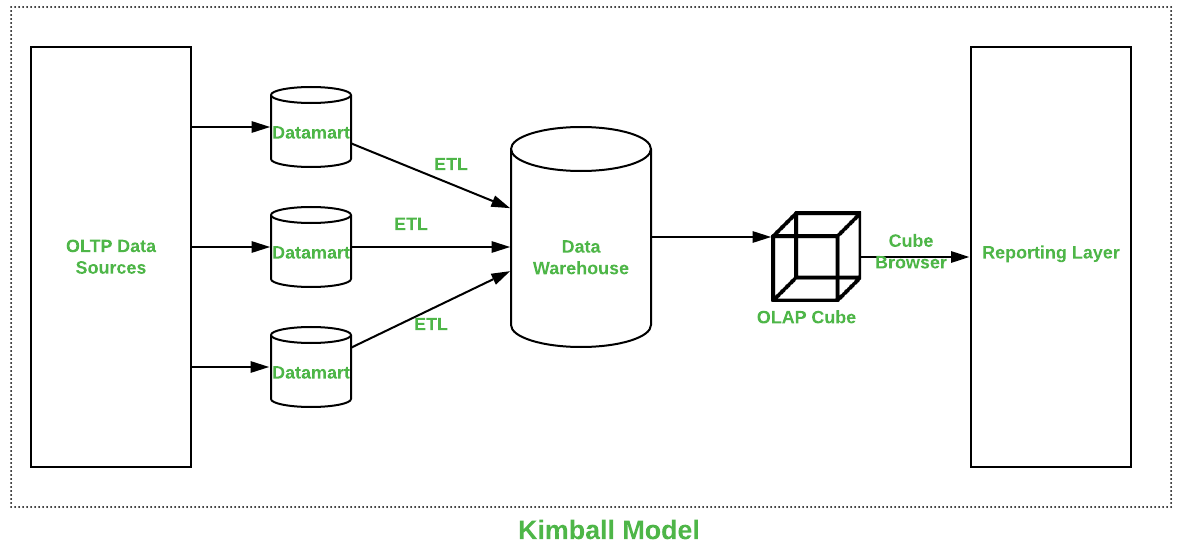 Datamart
ETL
ETL
OLTP Data
Sources
Datamart
Data
Warehouse
Cube
Browser
Reporting Layer
OLAP Cube
ETL
Datamart
Kimball Model